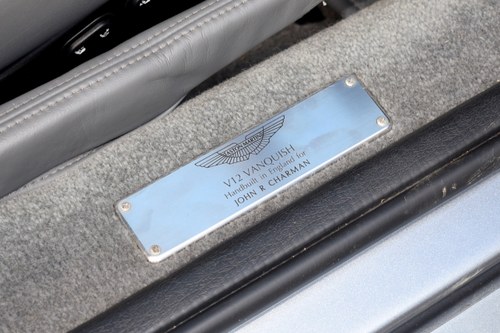 ASTON MARTIN
V12 VANQUISH
Handbuilt in England for
JOHN R CHARMAN